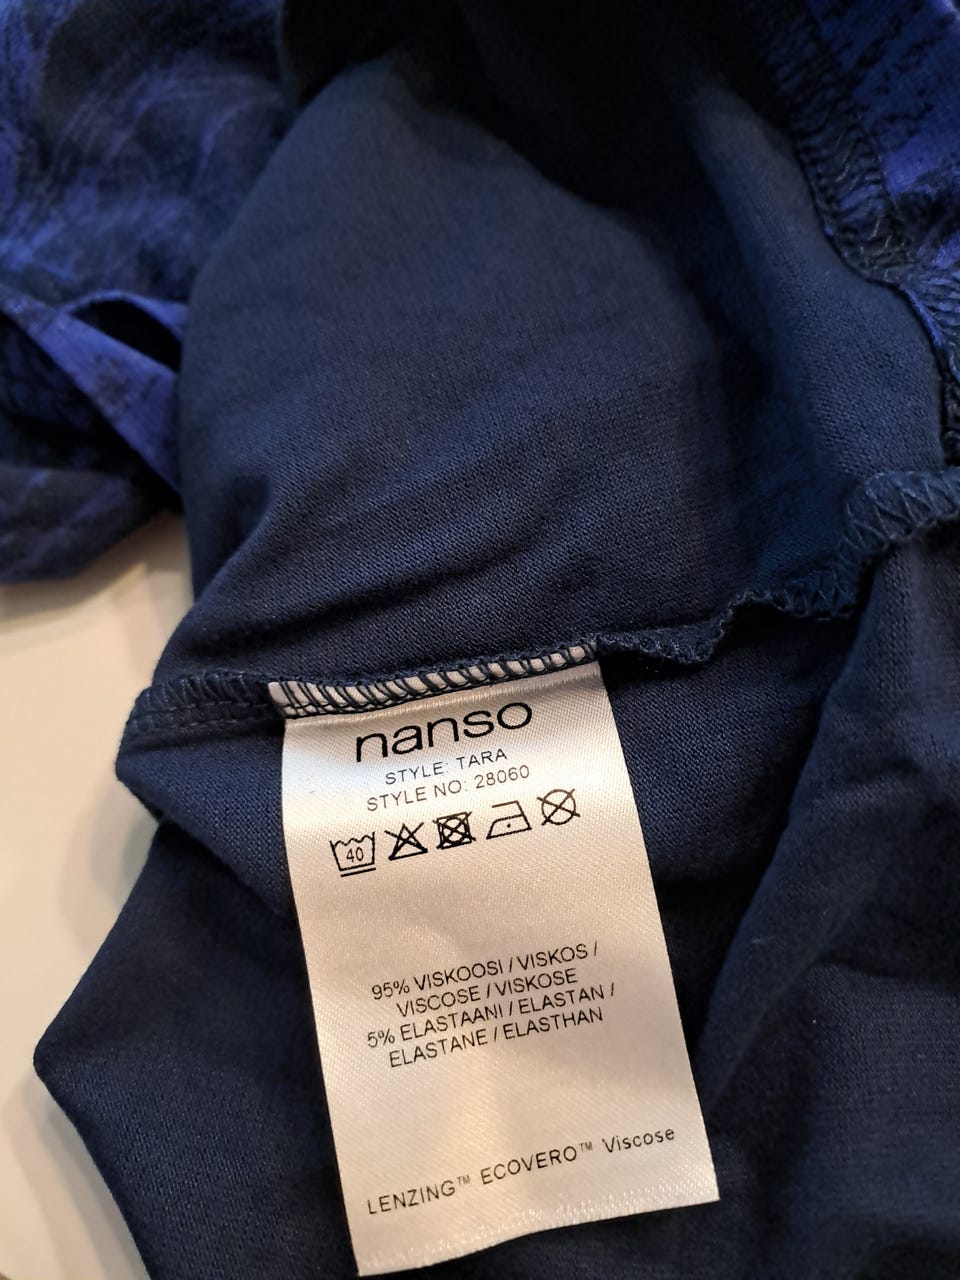 nanso
STYLE: TARA
STYLE NO: 28060
40
95% VISKOOSI / VISKOS /
VISCOSE / VISKOSE
5% ELASTAANI / ELASTAN /
ELASTANE / ELASTHAN
LENZING™ ECOVERO™ Viscose